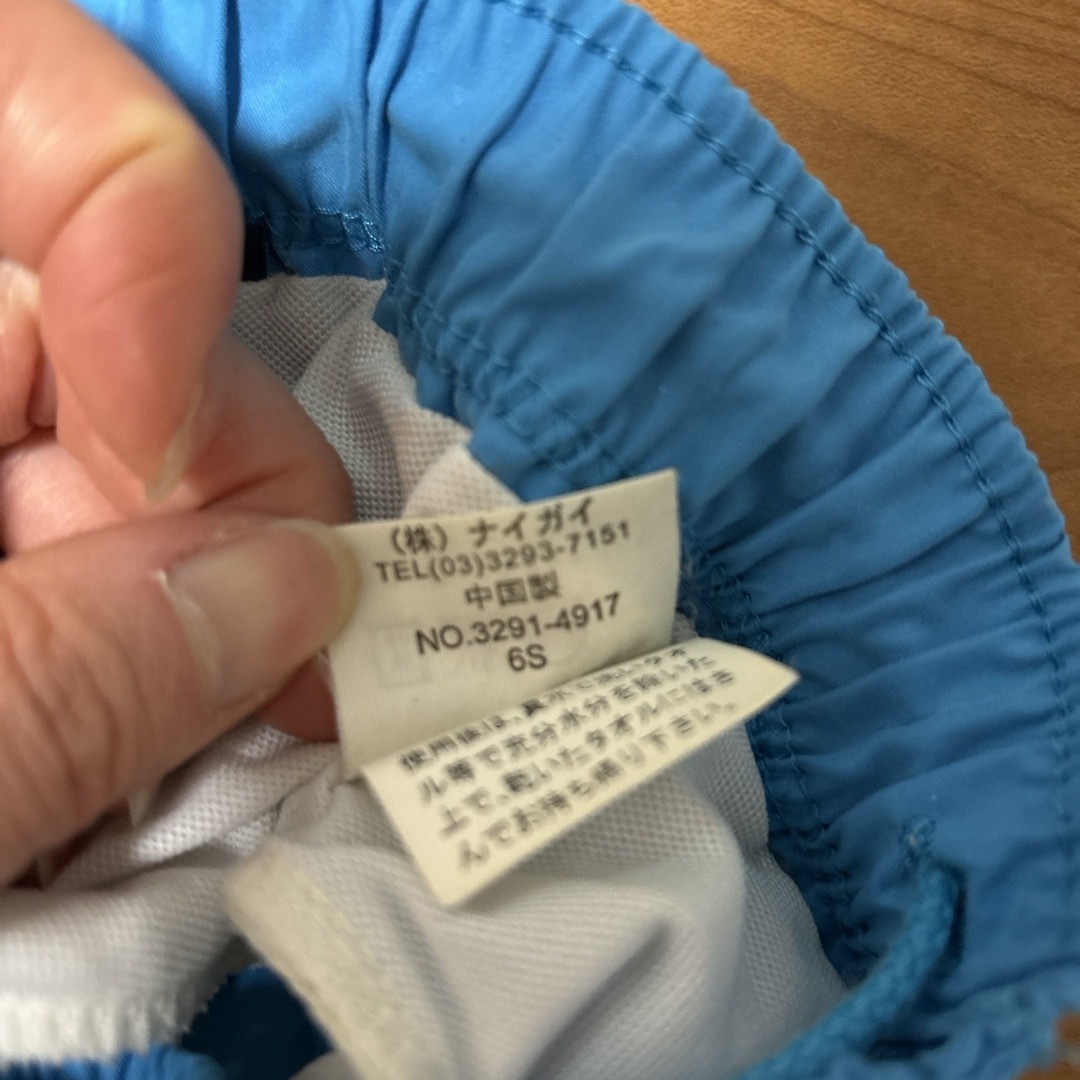 （株）ナイガイ
TEL(03)3293-7151
中国製
NO.3291-4917
6S
使用後は、真水で洗いタオ
ル等で充分水分を除いた
上で、乾いたタオルにはさ
んでお持ち帰り下さい。